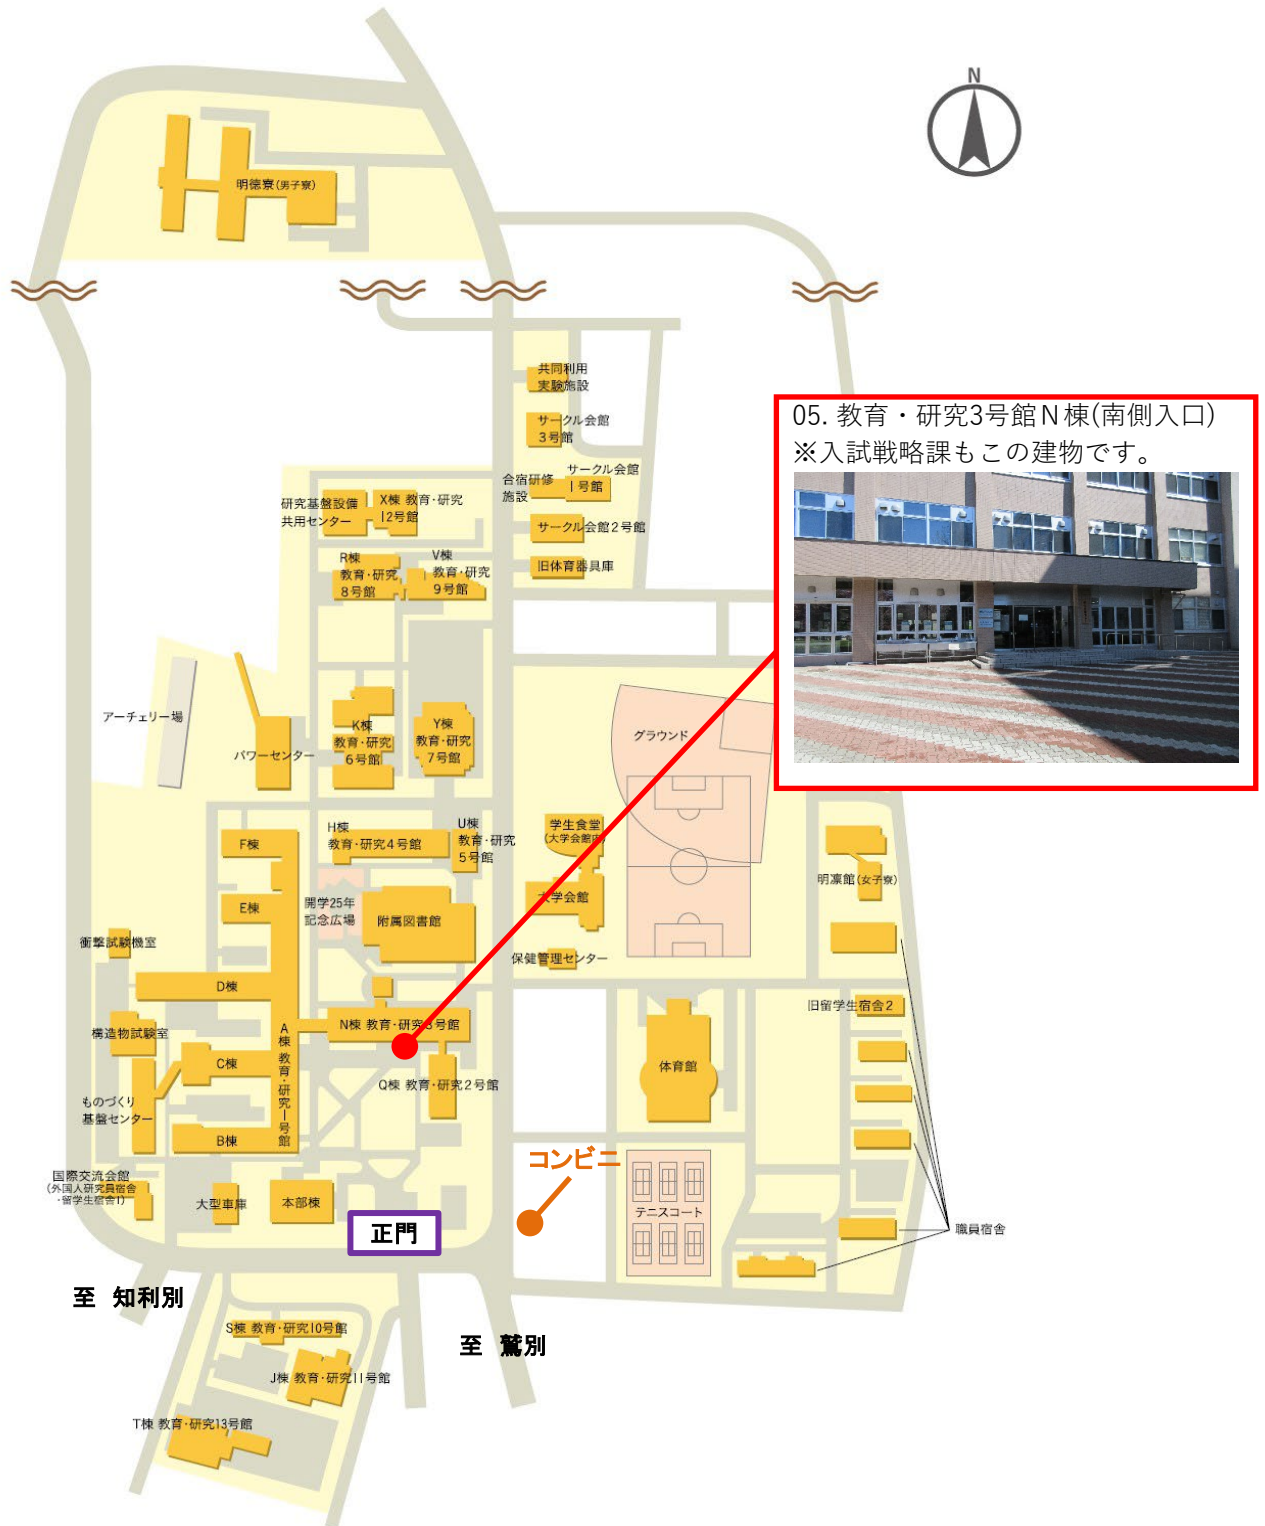 N
明徳寮(男子寮)
共同利用
実験施設
サークル会館
3号館
サークル会館
1号館
合宿研修
施設
サークル会館2号館
旧体育器具庫
05. 教育・研究3号館N棟(南側入口)
※入試戦略課もこの建物です。
研究基盤設備
共用センター
X棟 教育・研究
12号館
R棟
教育・研究
8号館
V棟
教育・研究
9号館
アーチェリー場
パワーセンター
K棟
教育・研究
6号館
Y棟
教育・研究
7号館
グラウンド
F棟
H棟
教育・研究4号館
U棟
教育・研究
5号館
学生食堂
(大学会館内)
明凛館(女子寮)
E棟
開学25年
記念広場
附属図書館
大学会館
衝撃試験機室
保健管理センター
D棟
旧留学生宿舎2
構造物試験室
A棟 教育・研究1号館
N棟 教育・研究3号館
C棟
Q棟 教育・研究2号館
体育館
ものづくり
基盤センター
B棟
コンビニ
国際交流会館
(外国人研究員宿舎
・留学生宿舎1)
大型車庫
本部棟
正門
テニスコート
職員宿舎
至 知利別
至 鷲別
S棟 教育・研究10号館
J棟 教育・研究11号館
T棟 教育・研究13号館